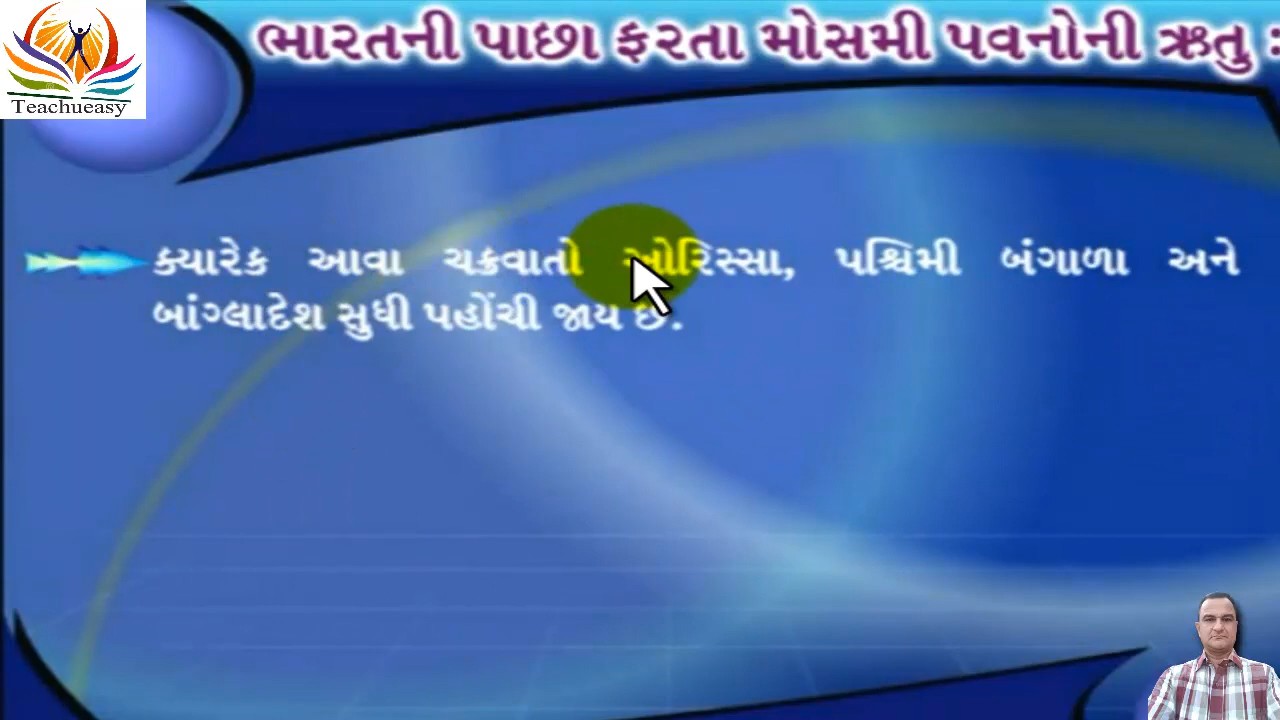 Teachueasy
ભારતની પાછા ફરતા મોસમી પવનોની ઋતુ :
ક્યારેક આવા ચક્રવાતો ઓરિસ્સા, પશ્ચિમી બંગાળા અને
બાંગ્લાદેશ સુધી પહોંચી જાય છે.